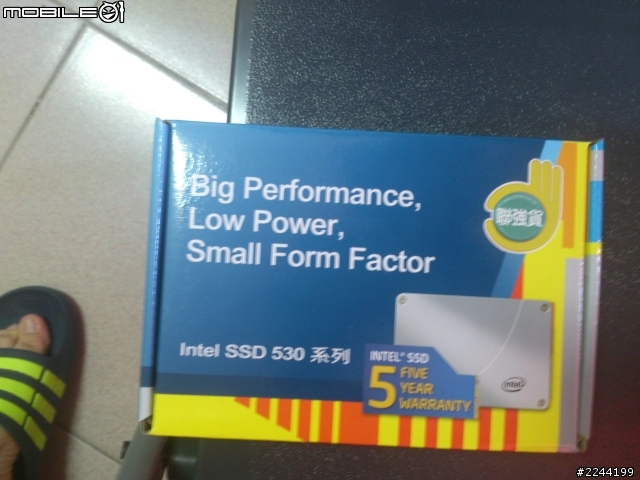 MOBILE01
Big Performance,
Low Power,
Small Form Factor
聯強貨
Intel SSD 530 系列
INTEL® SSD
5 FIVE
YEAR
WARRANTY
intel
#2244199